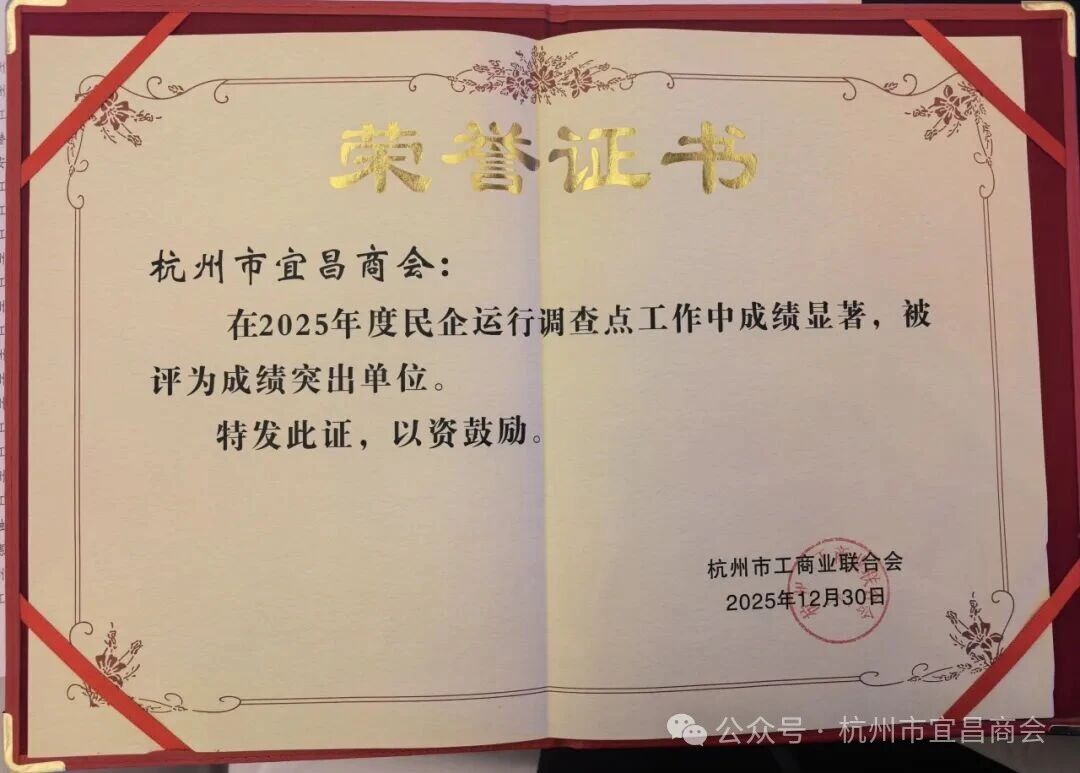 荣誉证书
杭州市宜昌商会：
在2025年度民企运行调查点工作中成绩显著，被
评为成绩突出单位。
特发此证，以资鼓励。
杭州市工商业联合会
2025年12月30日
公众号·杭州市宜昌商会